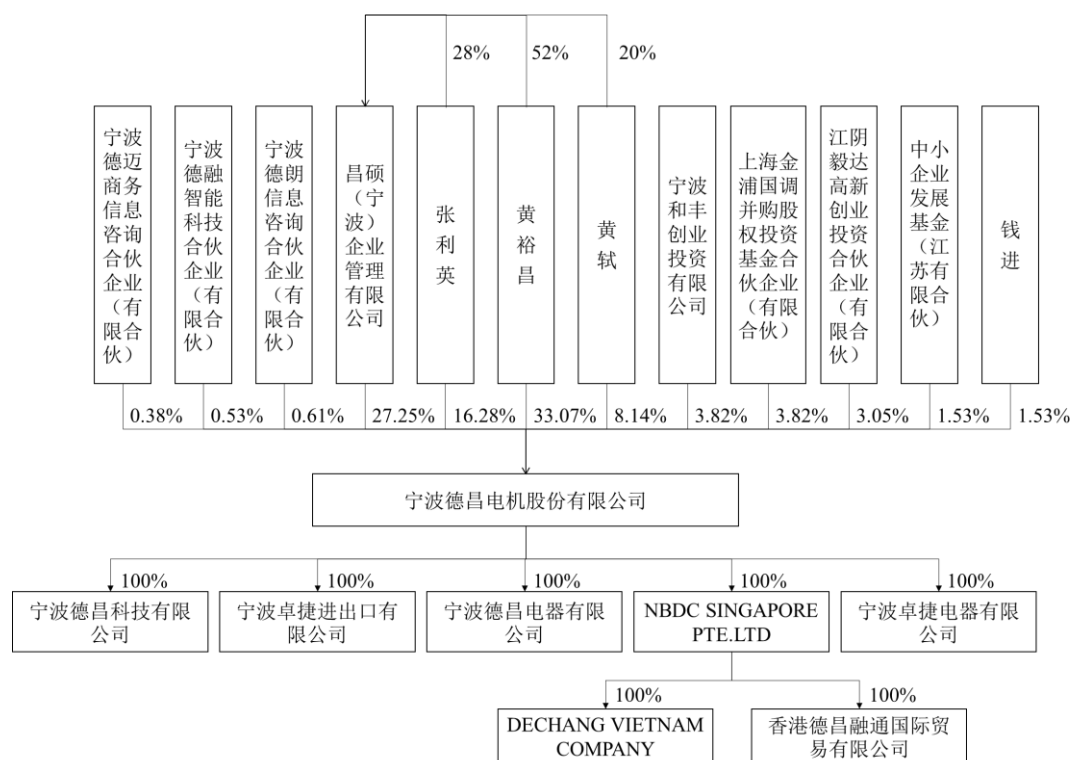 28%
52%
20%
宁波
德迈
商务
信息
咨询
合伙
企业
（有
限合
伙）
宁波
德融
智能
科技
合伙
企业
（有
限合
伙）
宁波
德朗
信息
咨询
合伙
企业
（有
限合
伙）
昌硕
（宁
波）
企业
管理
有限
公司
张
利
英
黄
裕
昌
黄
轼
宁波
和丰
创业
投资
有限
公司
上海金
浦国调
并购股
权投资
基金合
伙企业
（有限
合伙）
江阴
毅达
高新
创业
投资
合伙
企业
（有
限合
伙）
中小
企业
发展
基金
（江
苏有
限合
伙）
钱
进
0.38%
0.53%
0.61%
27.25%
16.28%
33.07%
8.14%
3.82%
3.82%
3.05%
1.53%
1.53%
宁波德昌电机股份有限公司
100%
100%
100%
100%
100%
宁波德昌科技有限
公司
宁波卓捷进出口有
限公司
宁波德昌电器有限
公司
NBDC SINGAPORE
PTE.LTD
宁波卓捷电器有限
公司
100%
100%
DECHANG VIETNAM
COMPANY
香港德昌融通国际贸
易有限公司